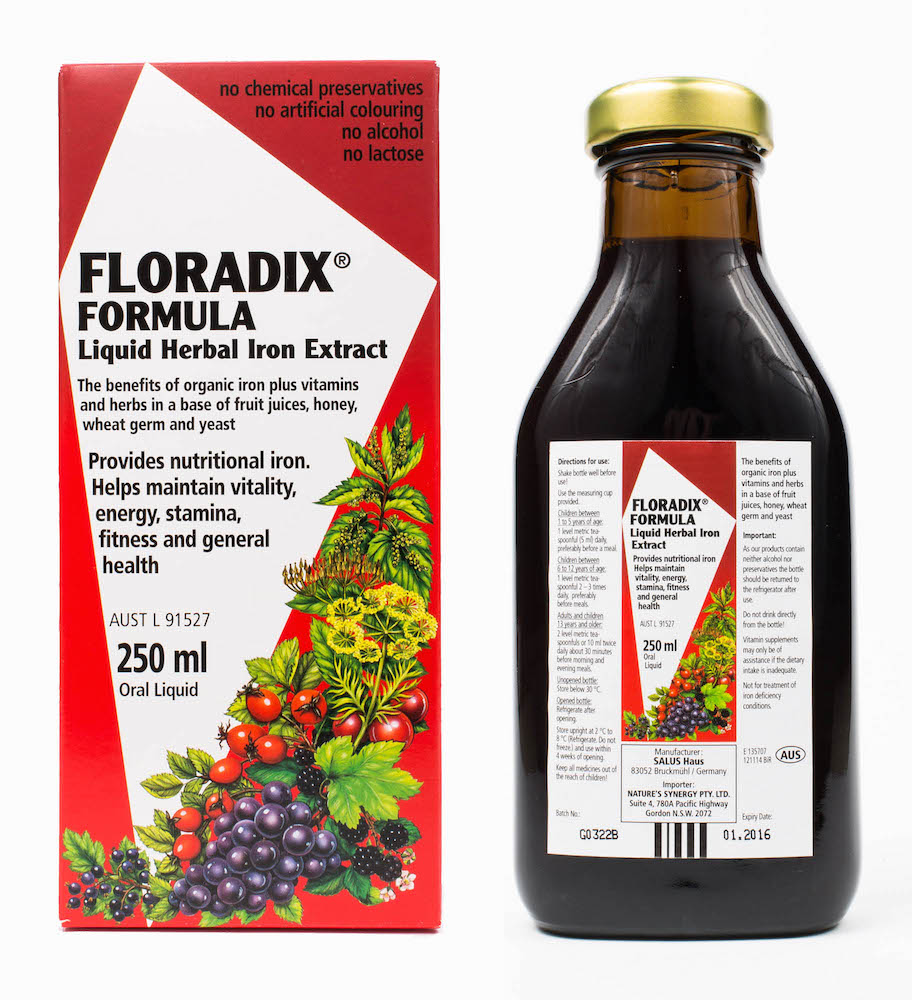 no chemical preservatives
no artificial colouring
no alcohol
no lactose
FLORADIX®
FORMULA
Liquid Herbal Iron Extract
The benefits of organic iron plus vitamins
and herbs in a base of fruit juices, honey,
wheat germ and yeast
Provides nutritional iron.
Helps maintain vitality,
energy, stamina,
fitness and general
health
AUST L 91527
250 ml
Oral Liquid
Directions for use:
Shake bottle well before
use!
Use the measuring cup
provided.
Children between
1 to 5 years of age:
1 level metric tea-
spoonful (5 ml) daily,
preferably before a meal.
Children between
6 to 12 years of age:
1 level metric tea-
spoonful 2 – 3 times
daily, preferably
before meals.
Adults and children
13 years and older:
2 level metric tea-
spoonfuls or 10 ml twice
daily about 30 minutes
before morning and
evening meals.
Unopened bottle:
Store below 30 °C.
Opened bottle:
Refrigerate after
opening.
Store upright at 2 °C to
8 °C (Refrigerate. Do not
freeze.) and use within
4 weeks of opening.
Keep all medicines out of
the reach of children!
Batch No.:
G0322B
FLORADIX®
FORMULA
Liquid Herbal Iron
Extract
Provides nutritional iron
Helps maintain
vitality, energy,
stamina, fitness
and general
health
AUST L 91527
250 ml
Oral
Liquid
Manufacturer:
SALUS Haus
83052 Bruckmühl / Germany
Importer:
NATURE'S SYNERGY PTY. LTD.
Suite 4, 780A Pacific Highway
Gordon N.S.W. 2072
The benefits of
organic iron plus
vitamins and herbs
in a base of fruit
juices, honey, wheat
germ and yeast
Important:
As our products contain
neither alcohol nor
preservatives the bottle
should be returned to
the refrigerator after
use.
Do not drink directly
from the bottle!
Vitamin supplements
may only be of
assistance if the dietary
intake is inadequate.
Not for treatment of
iron deficiency
conditions.
E 135707
121114 BiR
AUS
Expiry Date:
01.2016